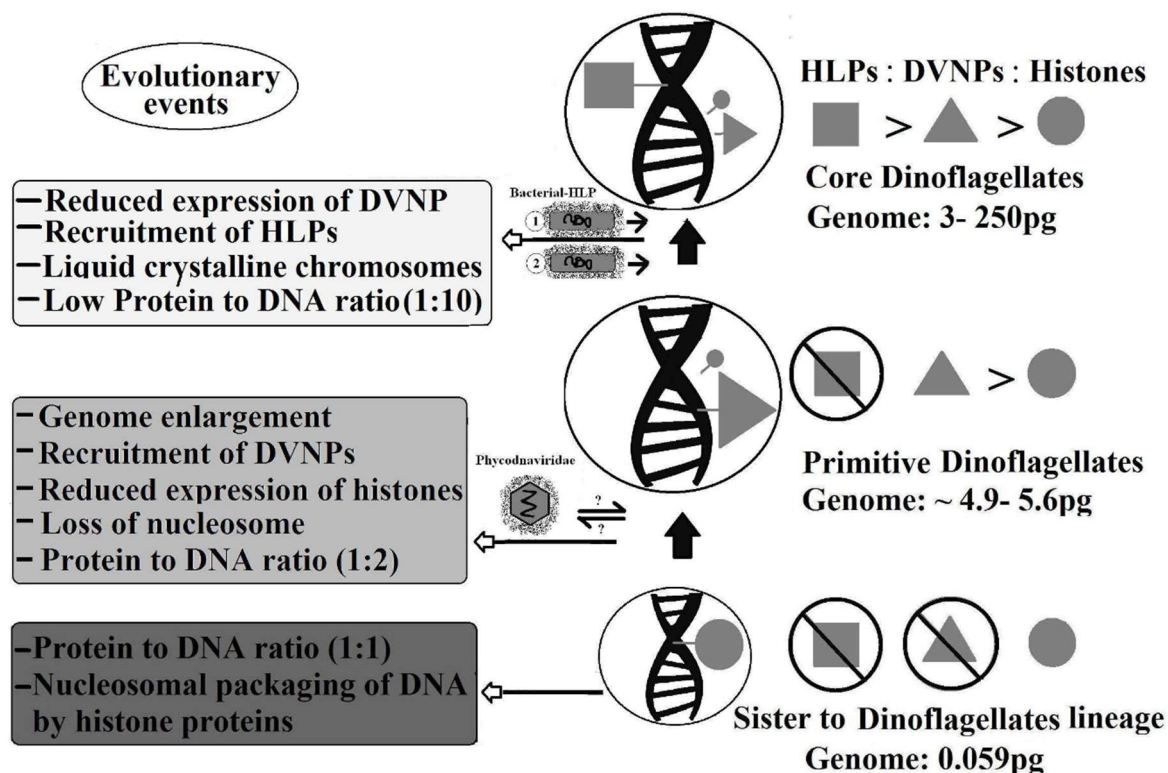 Evolutionary
events
HLPs : DVNPs : Histones
> >
Core Dinoflagellates
Genome: 3- 250pg
Bacterial-HLP
1
2
– Reduced expression of DVNP
– Recruitment of HLPs
– Liquid crystalline chromosomes
– Low Protein to DNA ratio (1:10)
>
Primitive Dinoflagellates
Genome: ~ 4.9- 5.6pg
Phycodnaviridae
?
?
– Genome enlargement
– Recruitment of DVNPs
– Reduced expression of histones
– Loss of nucleosome
– Protein to DNA ratio (1:2)
– Protein to DNA ratio (1:1)
– Nucleosomal packaging of DNA
by histone proteins
Sister to Dinoflagellates lineage
Genome: 0.059pg